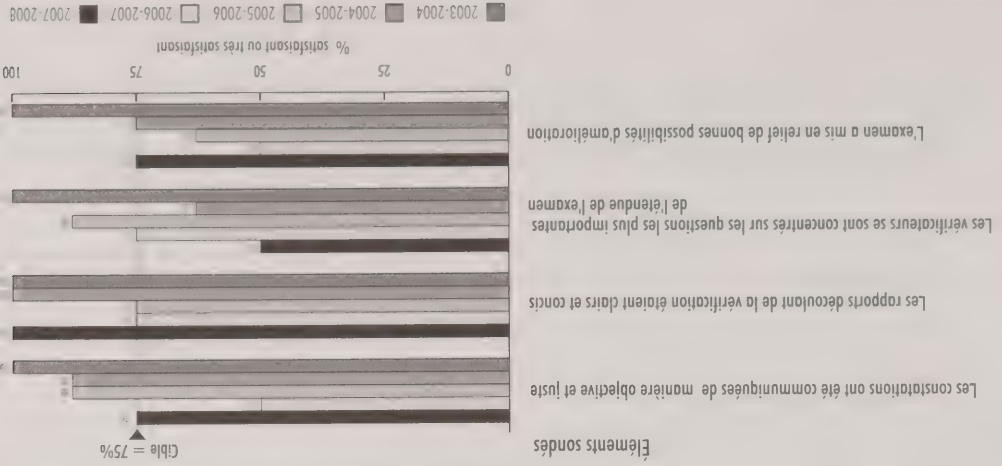 Éléments sondés
Cible = 75%
Les constatations ont été communiquées de manière objective et juste
Les rapports découlant de la vérification étaient clairs et concis
Les vérificateurs se sont concentrés sur les questions les plus importantes
de l'étendue de l'examen
L'examen a mis en relief de bonnes possibilités d'amélioration
0 25 50 75 100
% satisfaisant ou très satisfaisant
2003-2004 2004-2005 2005-2006 2006-2007 2007-2008